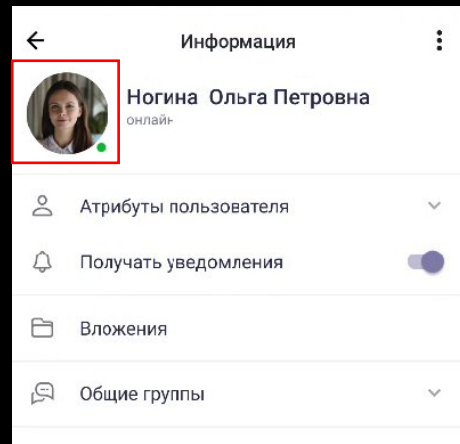 Информация
Ногина Ольга Петровна
онлайн
Атрибуты пользователя
Получать уведомления
Вложения
Общие группы